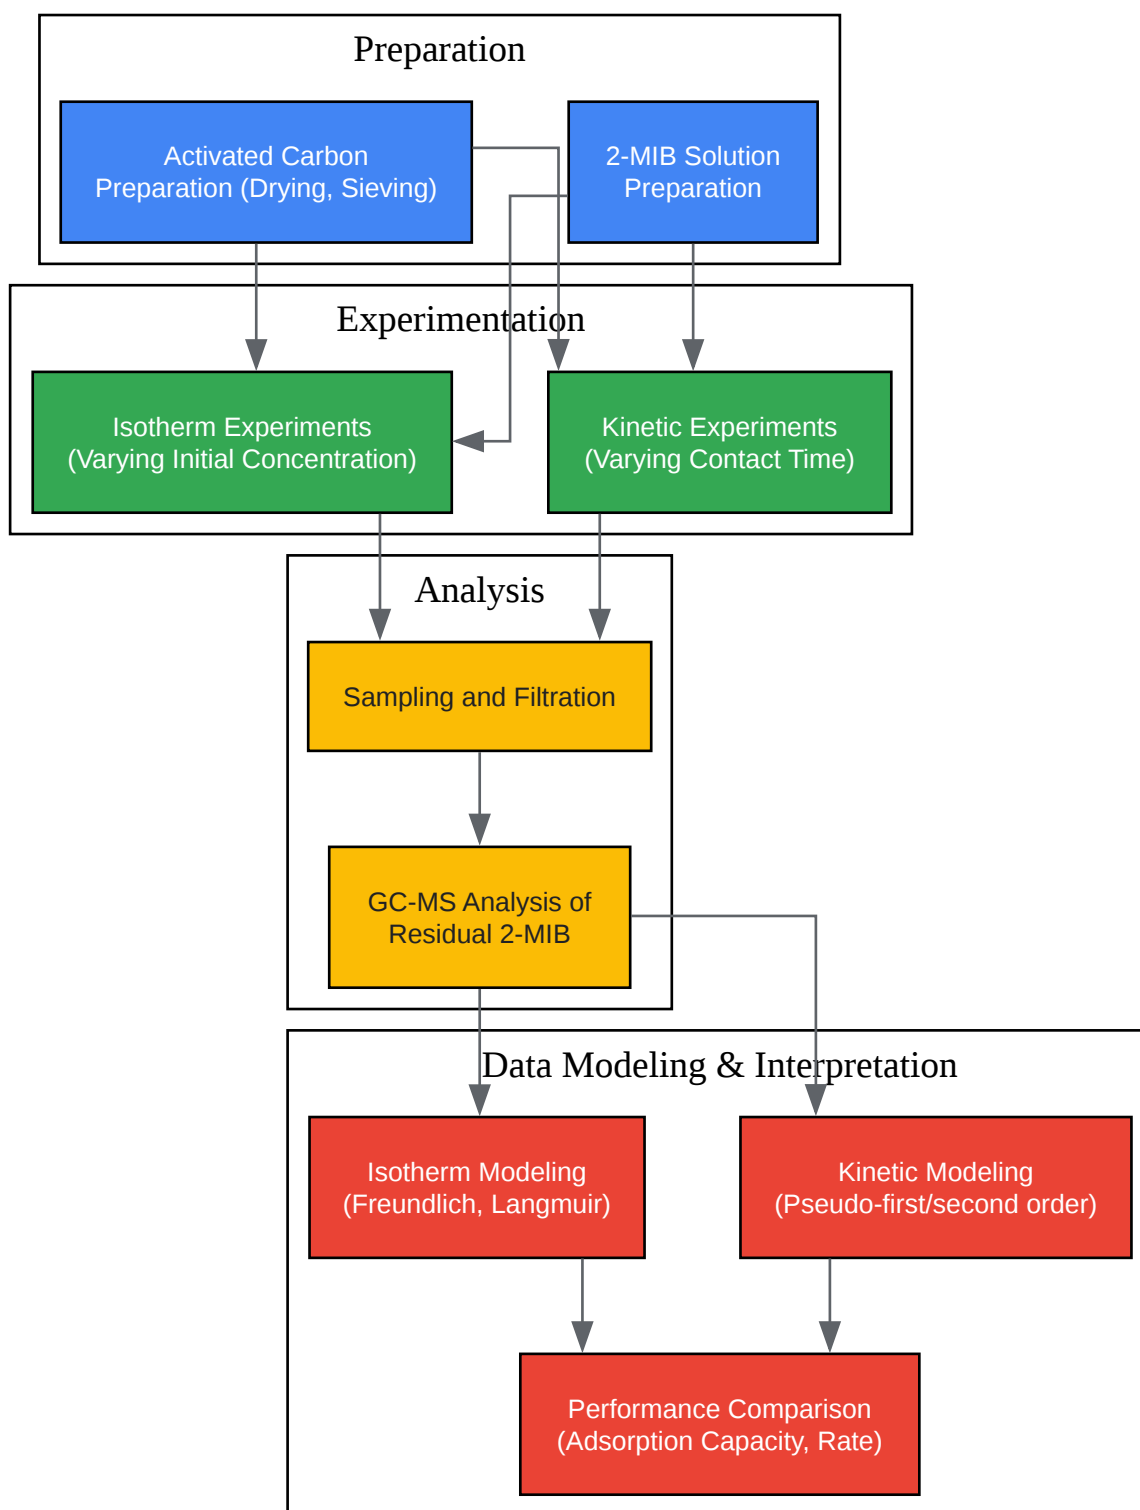 Preparation
Activated Carbon
Preparation (Drying, Sieving)
2-MIB Solution
Preparation
Experimentation
Isotherm Experiments
(Varying Initial Concentration)
Kinetic Experiments
(Varying Contact Time)
Analysis
Sampling and Filtration
GC-MS Analysis of
Residual 2-MIB
Data Modeling & Interpretation
Isotherm Modeling
(Freundlich, Langmuir)
Kinetic Modeling
(Pseudo-first/second order)
Performance Comparison
(Adsorption Capacity, Rate)